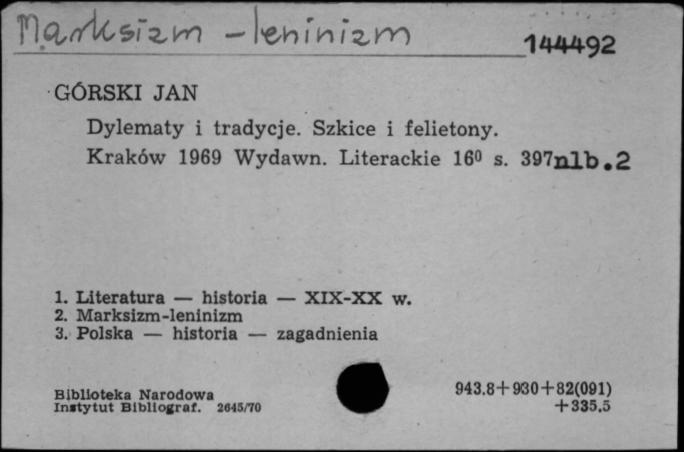 Marksizm - leninizm
144492
GÓRSKI JAN
Dylematy i tradycje. Szkice i felietony.
Kraków 1969 Wydawn. Literackie 16⁰ s. 397nlb.2
1. Literatura — historia — XIX-XX w.
2. Marksizm-leninizm
3. Polska — historia — zagadnienia
Biblioteka Narodowa
Instytut Bibliograf. 2645/70
943.8+930+82(091)
+335.5